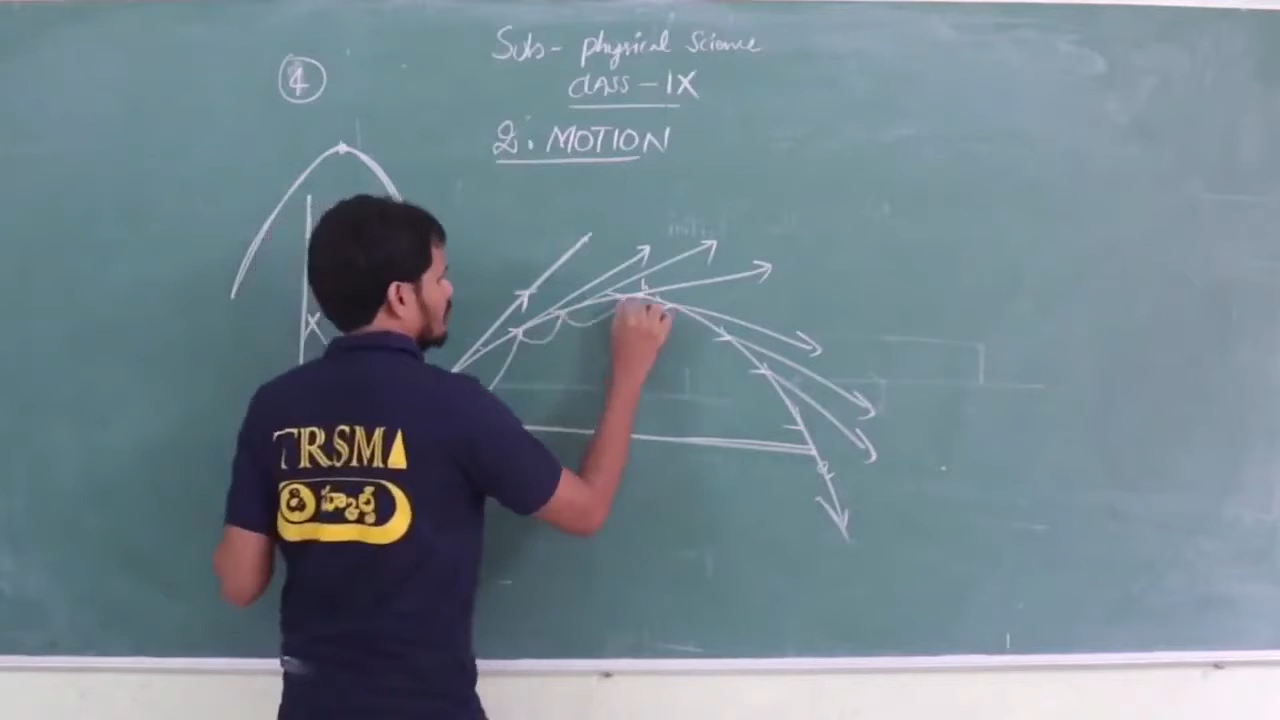 ④
Sub- physical Science
CLASS - IX
2. MOTION
X
TRSMA
ది స్కూల్స్